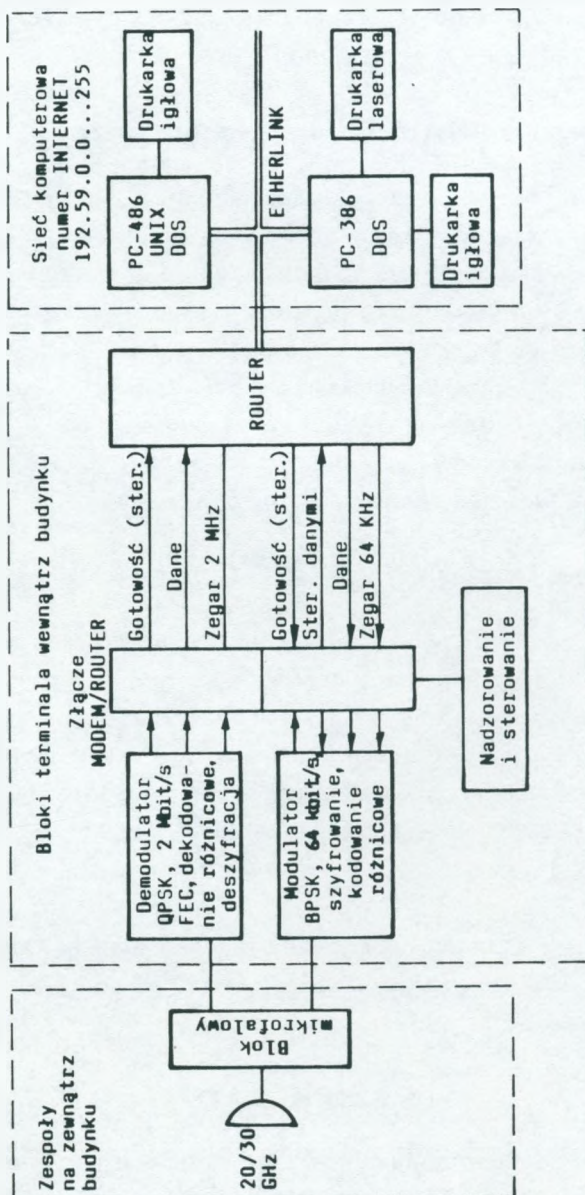 Zespoły
na zewnątrz
budynku
20/30
GHz
Blok
mikrofalowy
Bloki terminala wewnątrz budynku
Demodulator
QPSK, 2 Mbit/s
FEC, dekodowa-
nie różnicowe,
deszyfracja
Modulator
BPSK, 64 kbit/s,
szyfrowanie,
kodowanie
różnicowe
Złącze
MODEM/ROUTER
Gotowość (ster.)
Dane
Zegar 2 MHz
Gotowość (ster.)
Ster. danymi
Dane
Zegar 64 KHz
Nadzorowanie
i sterowanie
ROUTER
Sieć komputerowa
numer INTERNET
192.59.0.0...255
PC-486
UNIX
DOS
Drukarka
igłowa
ETHERLINK
PC-386
DOS
Drukarka
laserowa
Drukarka
igłowa